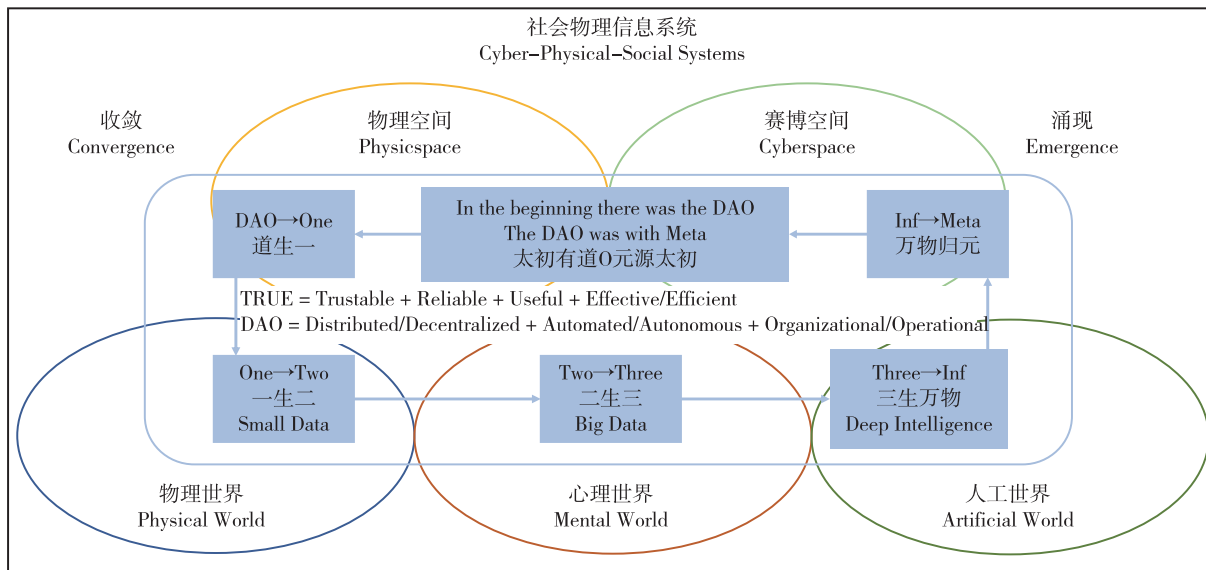 社会物理信息系统
Cyber-Physical-Social Systems
收敛
Convergence
物理空间
Physicspace
赛博空间
Cyberspace
涌现
Emergence
DAO→One
道生一
In the beginning there was the DAO
The DAO was with Meta
太初有道O元源太初
Inf→Meta
万物归元
TRUE = Trustable + Reliable + Useful + Effective/Efficient
DAO = Distributed/Decentralized + Automated/Autonomous + Organizational/Operational
One→Two
一生二
Small Data
Two→Three
二生三
Big Data
Three→Inf
三生万物
Deep Intelligence
物理世界
Physical World
心理世界
Mental World
人工世界
Artificial World